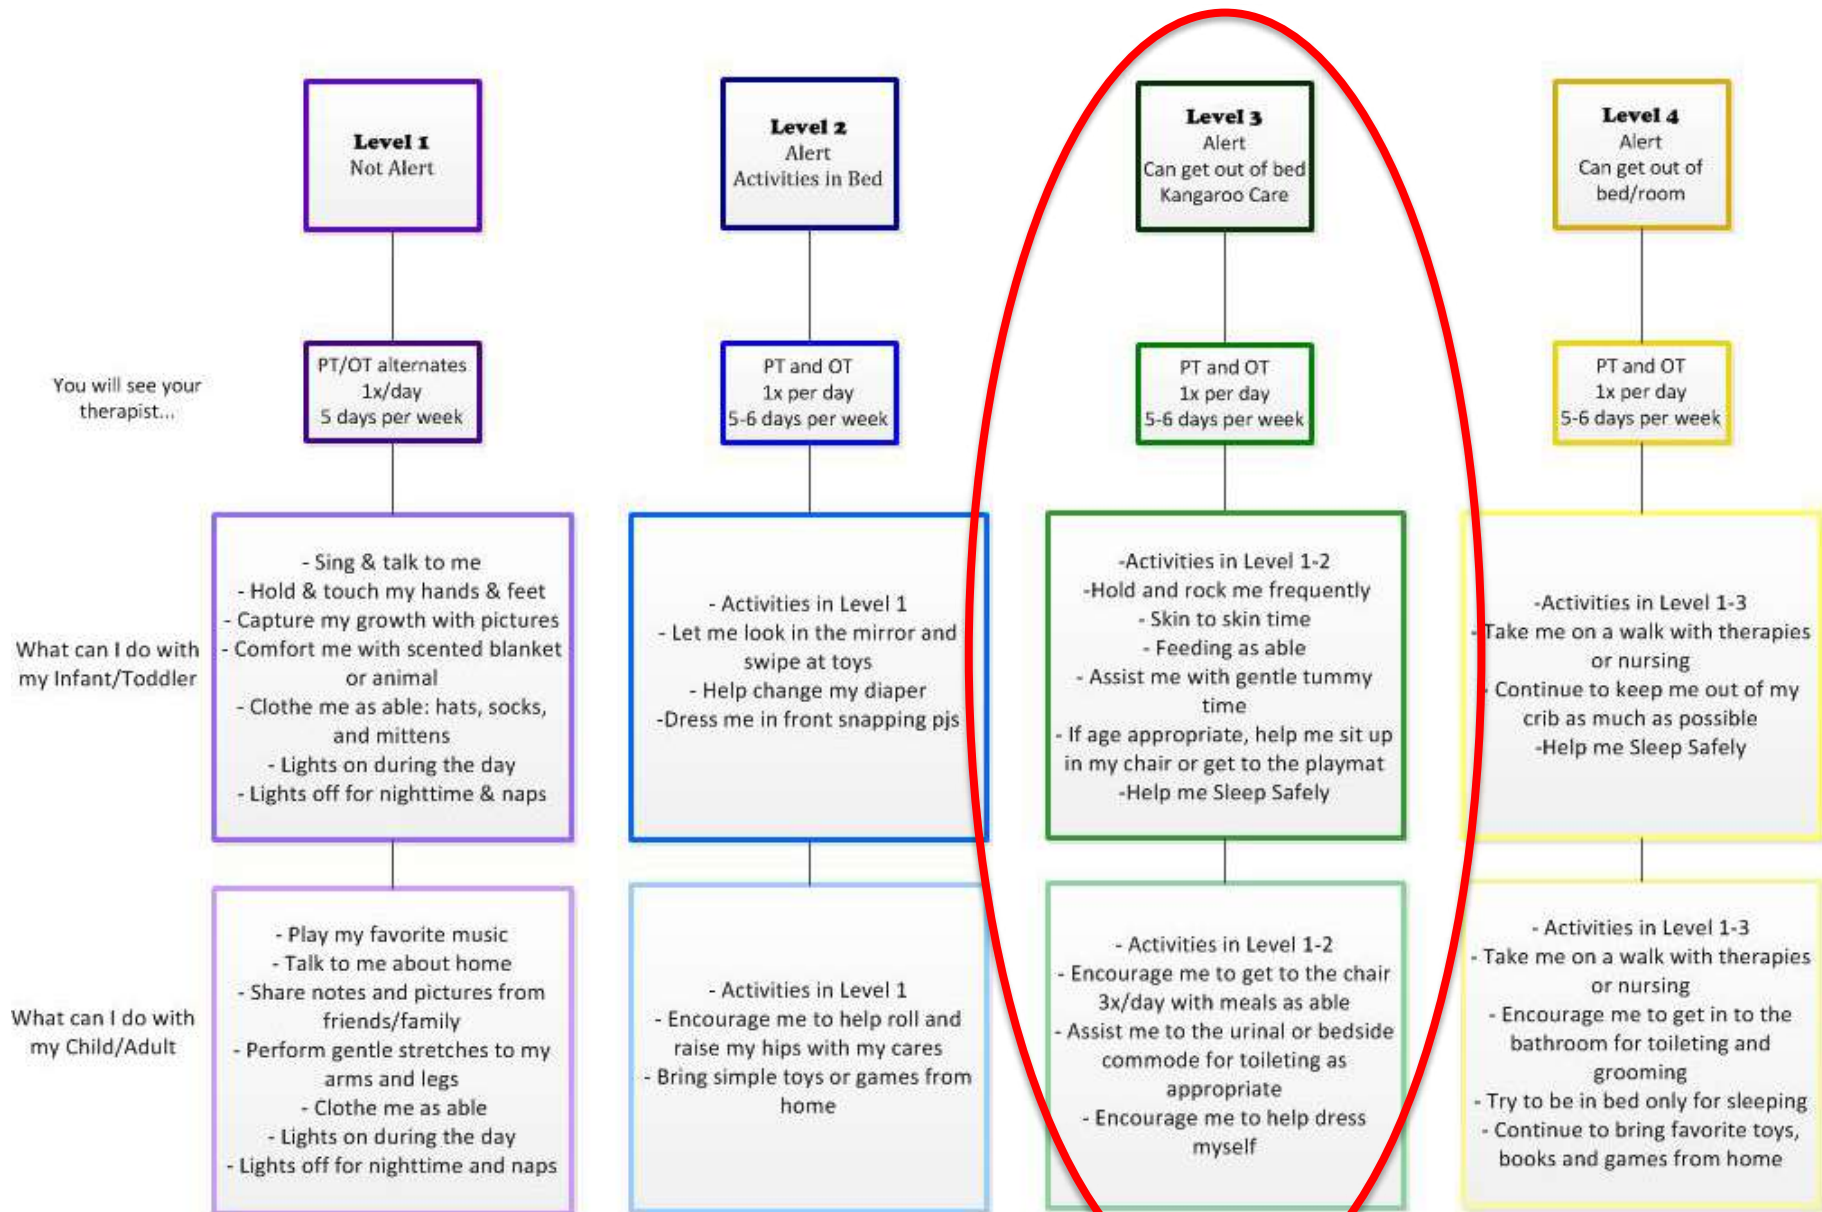 Level 1
Not Alert
Level 2
Alert
Activities in Bed
Level 3
Alert
Can get out of bed
Kangaroo Care
Level 4
Alert
Can get out of
bed/room
You will see your
therapist...
PT/OT alternates
1x/day
5 days per week
PT and OT
1x per day
5-6 days per week
PT and OT
1x per day
5-6 days per week
PT and OT
1x per day
5-6 days per week
What can I do with
my Infant/Toddler
- Sing & talk to me
- Hold & touch my hands & feet
- Capture my growth with pictures
- Comfort me with scented blanket
or animal
- Clothe me as able: hats, socks,
and mittens
- Lights on during the day
- Lights off for nighttime & naps
- Activities in Level 1
- Let me look in the mirror and
swipe at toys
- Help change my diaper
-Dress me in front snapping pjs
-Activities in Level 1-2
-Hold and rock me frequently
- Skin to skin time
- Feeding as able
- Assist me with gentle tummy
time
- If age appropriate, help me sit up
in my chair or get to the playmat
-Help me Sleep Safely
-Activities in Level 1-3
- Take me on a walk with therapies
or nursing
- Continue to keep me out of my
crib as much as possible
-Help me Sleep Safely
What can I do with
my Child/Adult
- Play my favorite music
- Talk to me about home
- Share notes and pictures from
friends/family
- Perform gentle stretches to my
arms and legs
- Clothe me as able
- Lights on during the day
- Lights off for nighttime and naps
- Activities in Level 1
- Encourage me to help roll and
raise my hips with my cares
- Bring simple toys or games from
home
- Activities in Level 1-2
- Encourage me to get to the chair
3x/day with meals as able
- Assist me to the urinal or bedside
commode for toileting as
appropriate
- Encourage me to help dress
myself
- Activities in Level 1-3
- Take me on a walk with therapies
or nursing
- Encourage me to get in to the
bathroom for toileting and
grooming
- Try to be in bed only for sleeping
- Continue to bring favorite toys,
books and games from home